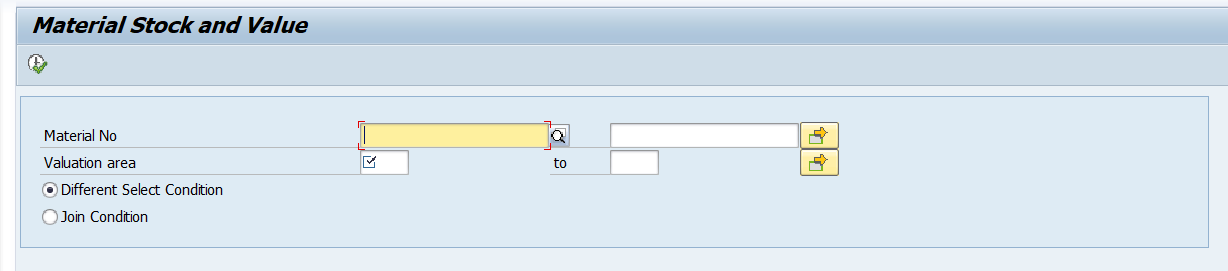 Material Stock and Value
Material No
Valuation area to
Different Select Condition
Join Condition